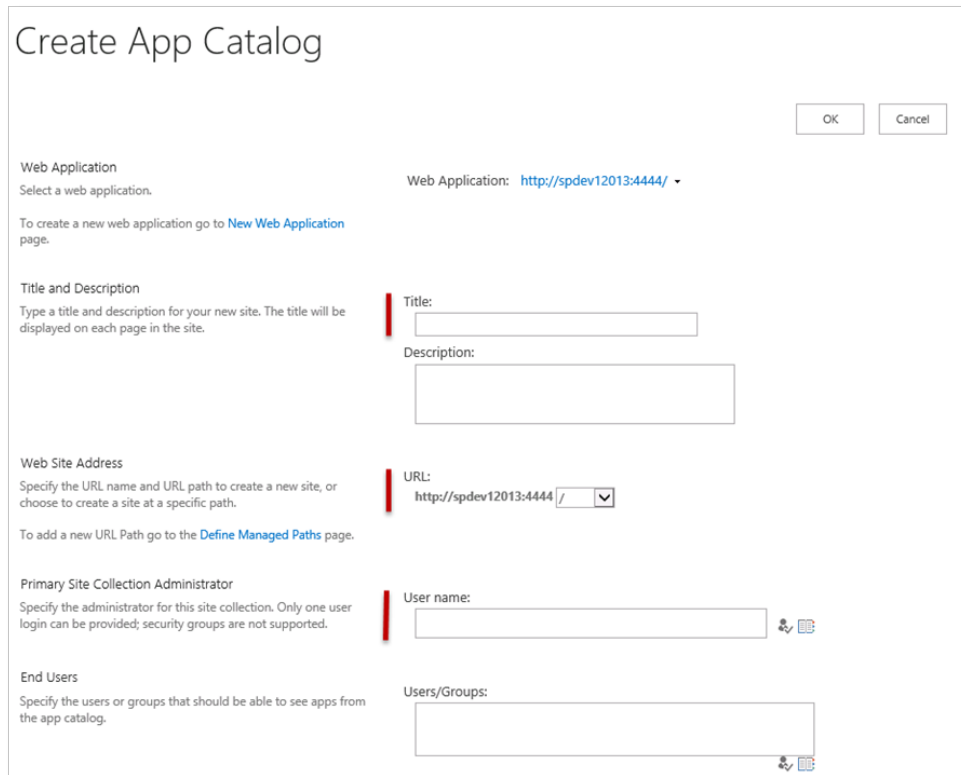 Create App Catalog
OK
Cancel
Web Application
Select a web application.
To create a new web application go to New Web Application
page.
Web Application: http://spdev12013:4444/
Title and Description
Type a title and description for your new site. The title will be
displayed on each page in the site.
Title:
Description:
Web Site Address
Specify the URL name and URL path to create a new site, or
choose to create a site at a specific path.
To add a new URL Path go to the Define Managed Paths page.
URL:
http://spdev12013:4444 /
Primary Site Collection Administrator
Specify the administrator for this site collection. Only one user
login can be provided; security groups are not supported.
User name:
End Users
Specify the users or groups that should be able to see apps from
the app catalog.
Users/Groups: